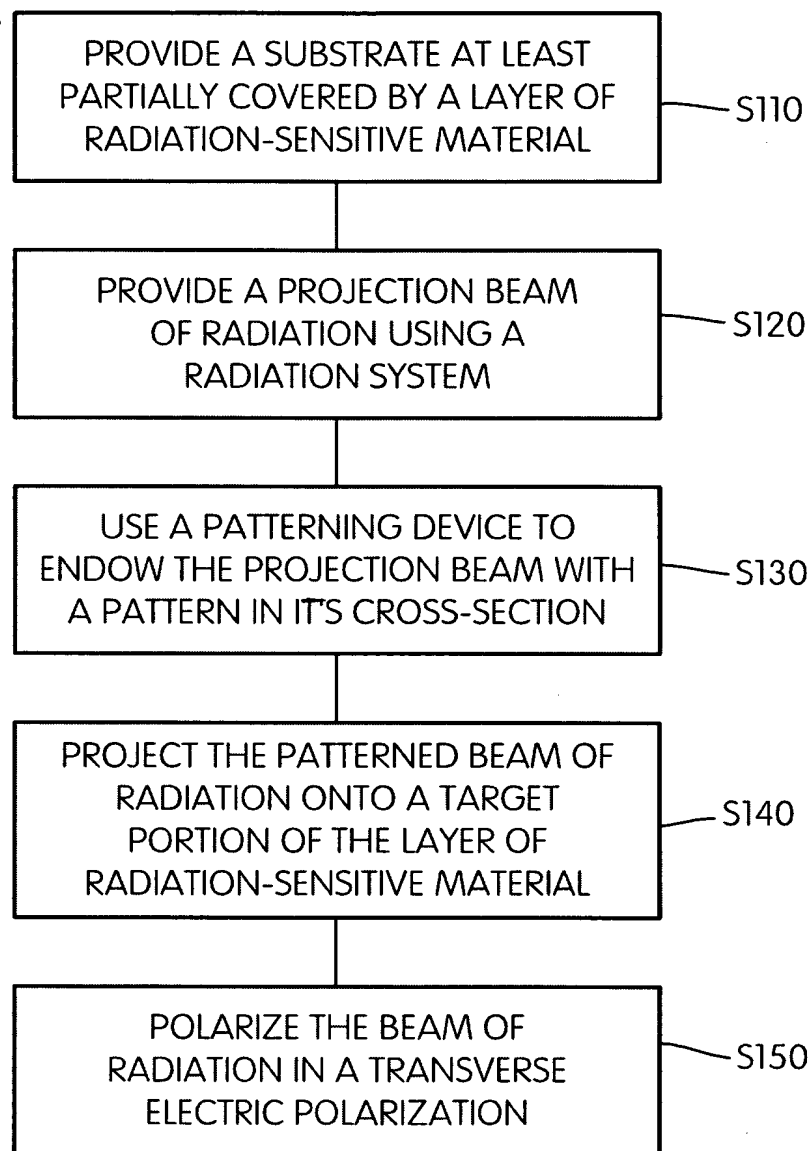 PROVIDE A SUBSTRATE AT LEAST
PARTIALLY COVERED BY A LAYER OF
RADIATION-SENSITIVE MATERIAL
S110
PROVIDE A PROJECTION BEAM
OF RADIATION USING A
RADIATION SYSTEM
S120
USE A PATTERNING DEVICE TO
ENDOW THE PROJECTION BEAM WITH
A PATTERN IN IT'S CROSS-SECTION
S130
PROJECT THE PATTERNED BEAM OF
RADIATION ONTO A TARGET
PORTION OF THE LAYER OF
RADIATION-SENSITIVE MATERIAL
S140
POLARIZE THE BEAM OF
RADIATION IN A TRANSVERSE
ELECTRIC POLARIZATION
S150